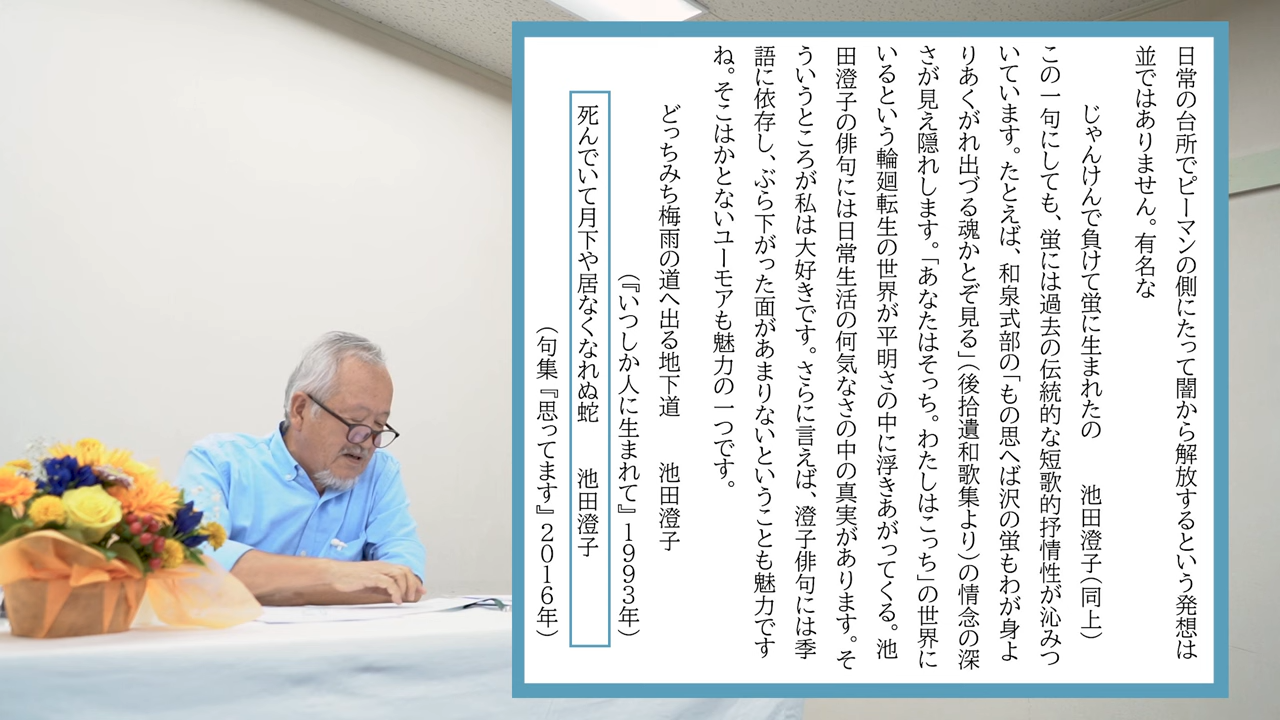 日常の台所でピーマンの側にたって闇から解放するという発想は
並ではありません。有名な
じゃんけんで負けて蛍に生まれたの　池田澄子(同上)
この一句にしても、蛍には過去の伝統的な短歌的抒情性が沁みつ
いています。たとえば、和泉式部の「もの思へば沢の蛍もわが身よ
りあくがれ出づる魂かとぞ見る」(後拾遺和歌集より)の情念の深
さが見え隠れします。「あなたはそっち。わたしはこっち」の世界に
いるという輪廻転生の世界が平明さの中に浮きあがってくる。池
田澄子の俳句には日常生活の何気なさの中の真実があります。そ
ういうところが私は大好きです。さらに言えば、澄子俳句には季
語に依存し、ぶら下がった面があまりないということも魅力です
ね。そこはかとないユーモアも魅力の一つです。
どっちみち梅雨の道へ出る地下道　池田澄子
(『いつしか人に生まれて』1993年)
死んでいて月下や居なくなれぬ蛇　池田澄子
(句集『思ってます』2016年)